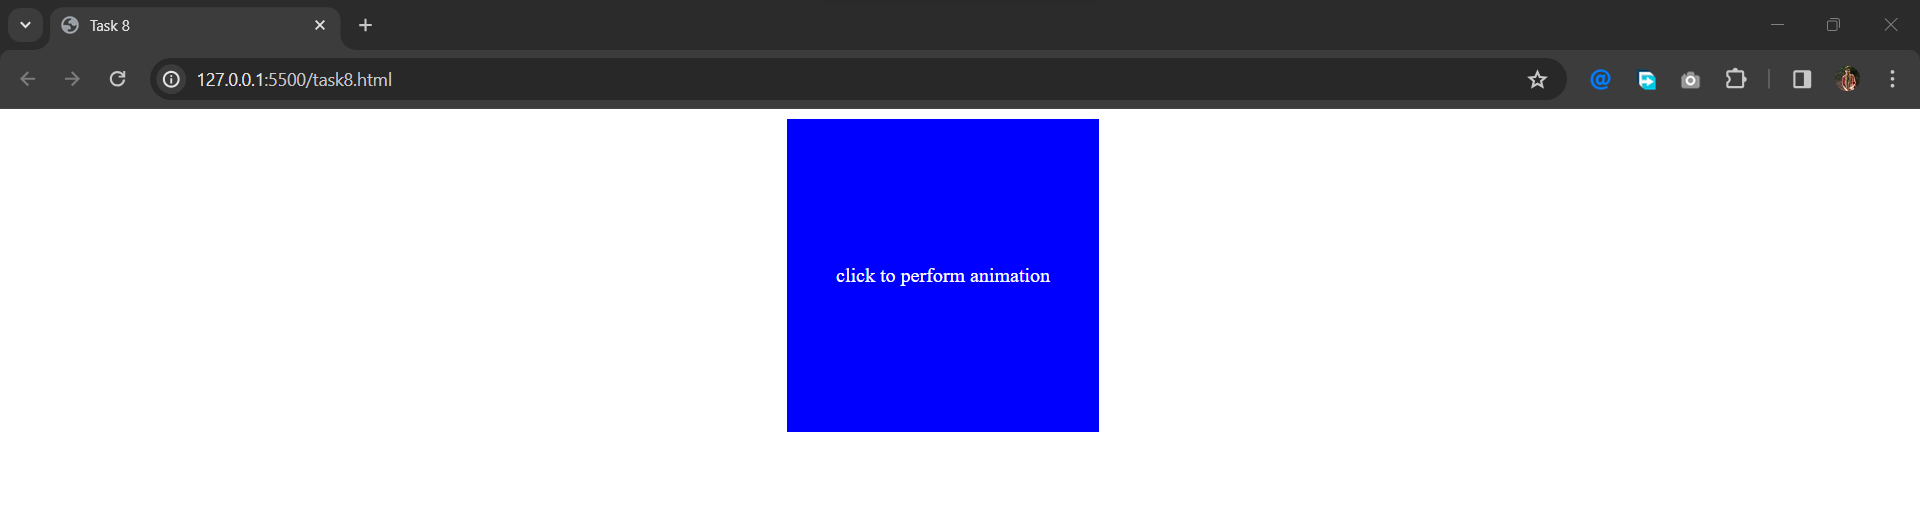 Task 8
127.0.0.1:5500/task8.html
click to perform animation